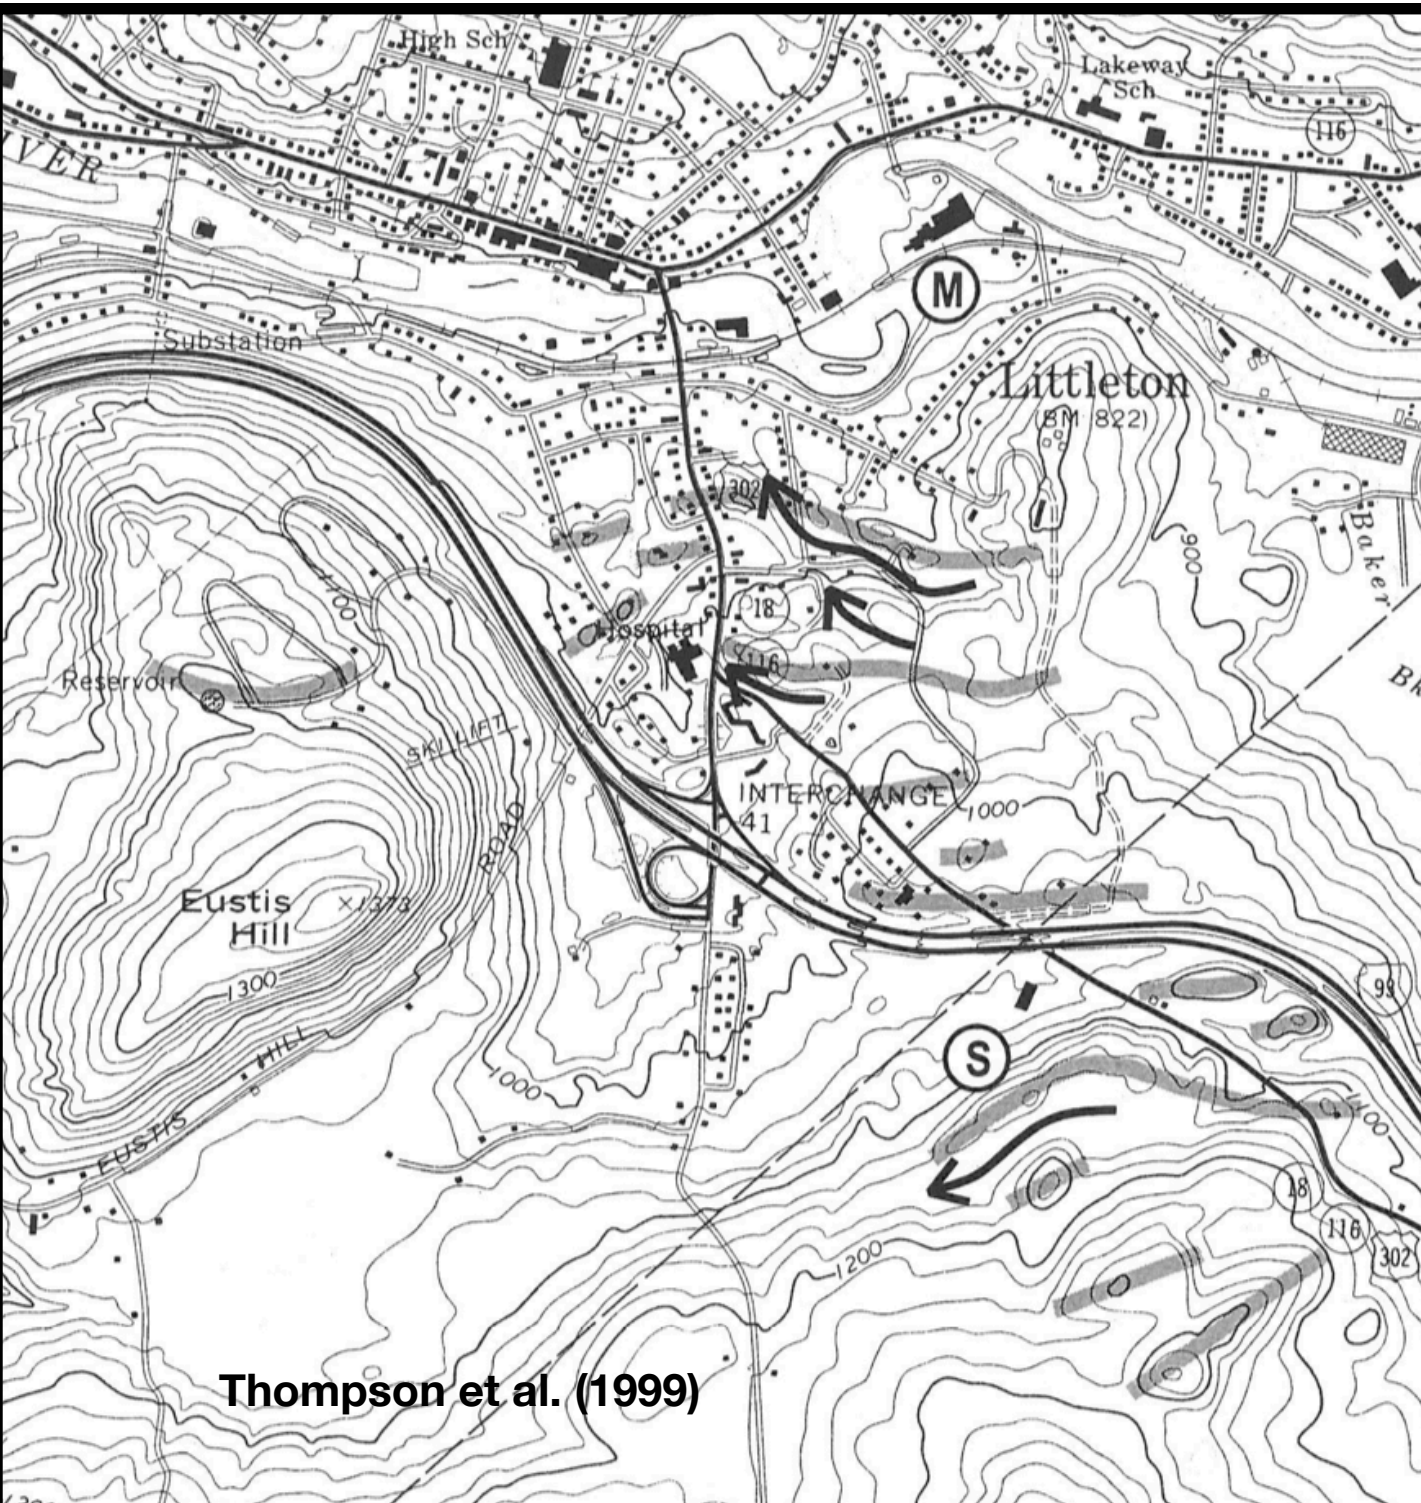 High Sch
Lakeway
Sch
116
IVER
M
Substation
Littleton
(BM 822)
302
900
Baker
1100
18
Hospital
116
Reservoir
SKI LIFT
INTERCHANGE
41
1000
ROAD
Eustis
Hill
×1373
1300
93
S
1000
HILL
EUSTIS
1100
18
116
302
1200
Thompson et al. (1999)